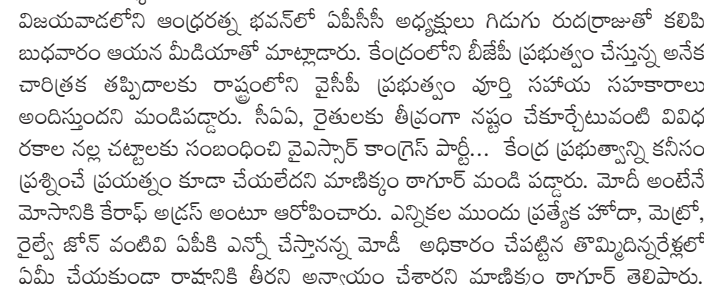 విజయవాడలోని ఆంధ్రరత్న భవన్‌లో ఏపీసీసీ అధ్యక్షులు గిడుగు రుద్రరాజుతో కలిపి
బుధవారం ఆయన మీడియాతో మాట్లాడారు. కేంద్రంలోని బీజేపీ ప్రభుత్వం చేస్తున్న అనేక
చారిత్రక తప్పిదాలకు రాష్ట్రంలోని వైసీపీ ప్రభుత్వం పూర్తి సహాయ సహకారాలు
అందిస్తుందని మండిపడ్డారు. సీఏఏ, రైతులకు తీవ్రంగా నష్టం చేకూర్చేటువంటి వివిధ
రకాల నల్ల చట్టాలకు సంబంధించి వైఎస్సార్ కాంగ్రెస్ పార్టీ... కేంద్ర ప్రభుత్వాన్ని కనీసం
ప్రశ్నించే ప్రయత్నం కూడా చేయలేదని మాణిక్కం ఠాగూర్ మండి పడ్డారు. మోదీ అంటేనే
మోసానికి కేరాఫ్ అడ్రస్ అంటూ ఆరోపించారు. ఎన్నికల ముందు ప్రత్యేక హోదా, మెట్రో,
రైల్వే జోన్ వంటివి ఏపీకి ఎన్నో చేస్తానన్న మోడీ అధికారం చేపట్టిన తొమ్మిదిన్నరేళ్లలో
ఏమీ చేయకుండా రాష్ట్రానికి తీరని అన్యాయం చేశారని మాణిక్కం ఠాగూర్ తెలిపారు.